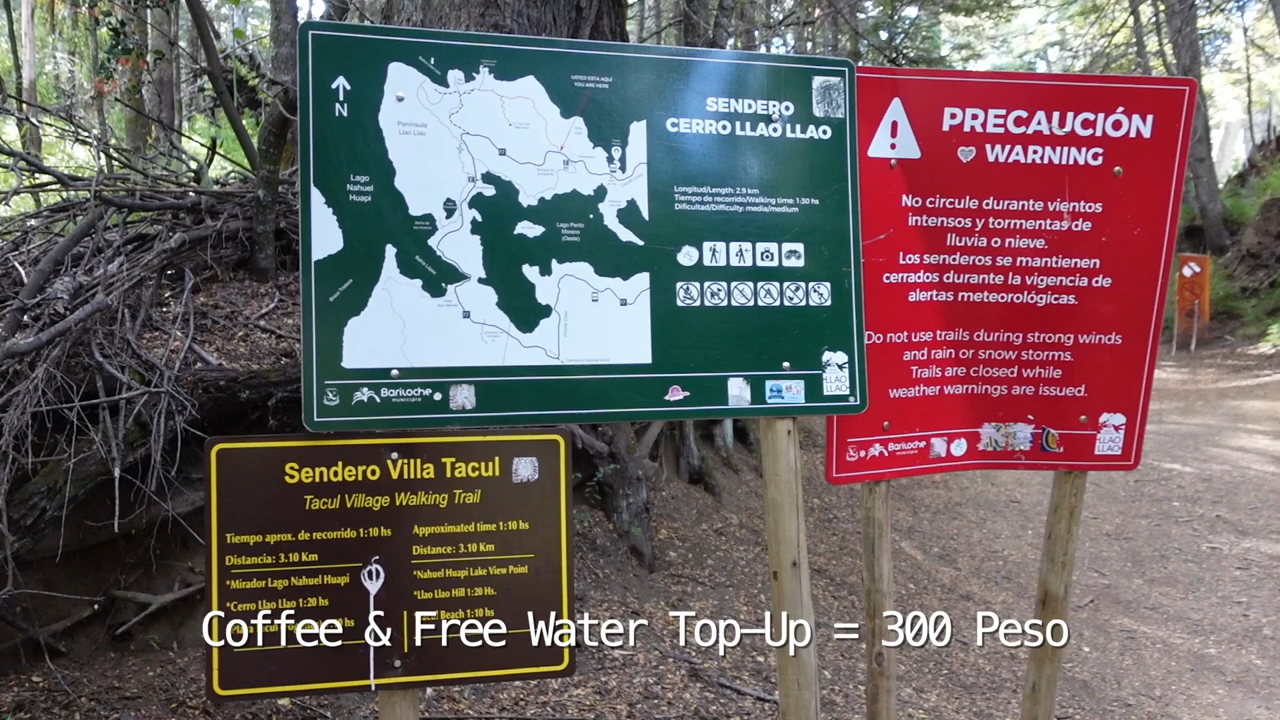 N
USTED ESTA AQUÍ
YOU ARE HERE
Península
Llao Llao
Lago
Nahuel
Huapi
Lago Perito
Moreno
(Oeste)
Brazo Tristeza
SENDERO
CERRO LLAO LLAO
Longitud/Length: 2.9 km
Tiempo de recorrido/Walking time: 1:30 hs
Dificultad/Difficulty: media/medium
Bariloche
municipio
LLAO
LLAO
PRECAUCIÓN
WARNING
No circule durante vientos
intensos y tormentas de
lluvia o nieve.
Los senderos se mantienen
cerrados durante la vigencia de
alertas meteorológicas.
Do not use trails during strong winds
and rain or snow storms.
Trails are closed while
weather warnings are issued.
Bariloche
municipio
LLAO
LLAO
Sendero Villa Tacul
Tacul Village Walking Trail
Tiempo aprox. de recorrido 1:10 hs
Distancia: 3.10 Km
*Mirador Lago Nahuel Huapi
*Cerro Llao Llao 1:20 hs
Approximated time 1:10 hs
Distance: 3.10 Km
*Nahuel Huapi Lake View Point
*Llao Llao Hill 1:20 Hs.
Beach 1:10 hs
Coffee & Free Water Top-Up = 300 Peso